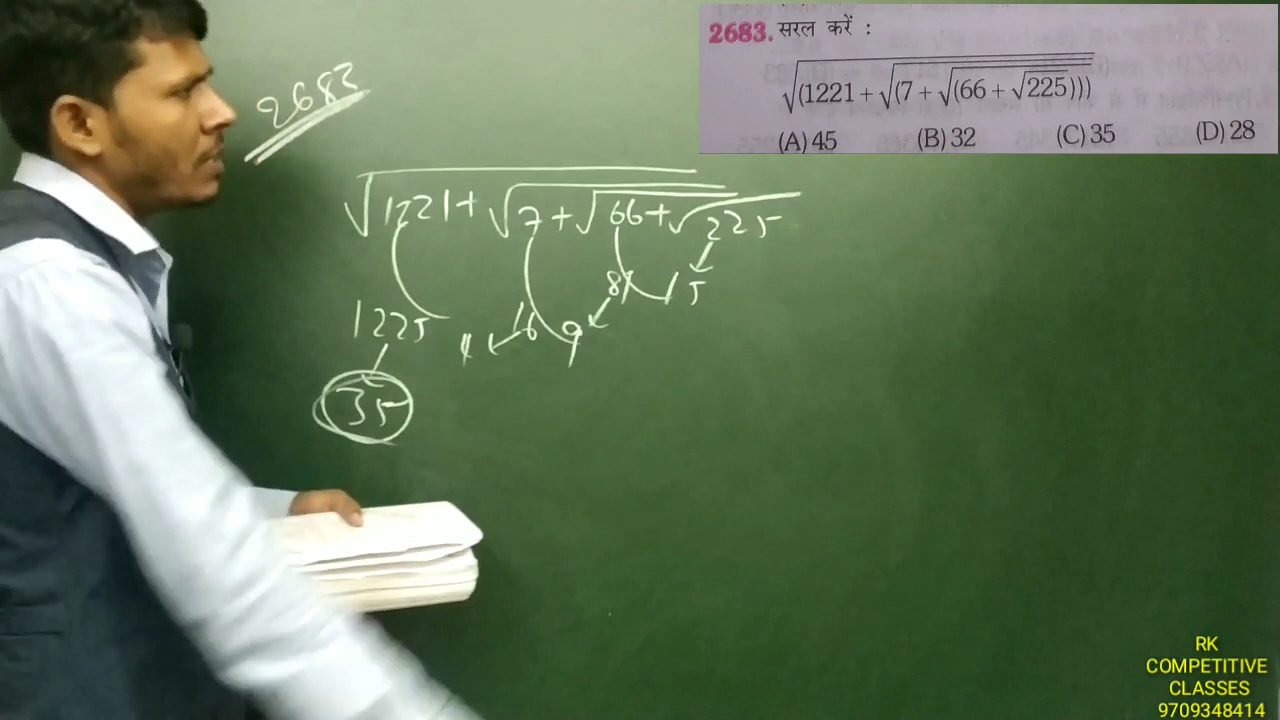 2683. सरल करें :
√(1221 + √(7 + √(66 + √225)))
(A) 45 (B) 32 (C) 35 (D) 28
2683
√1221 + √7 + √66 + √225
81 15
1225 4 16 9
35
RK
COMPETITIVE
CLASSES
9709348414